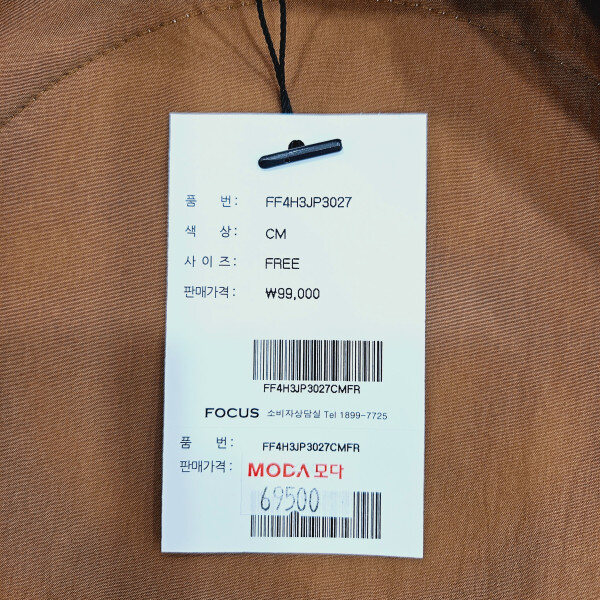 품 번 : FF4H3JP3027
색 상 : CM
사 이 즈 : FREE
판매가격 : ₩99,000
FF4H3JP3027CMFR
FOCUS 소비자상담실 Tel 1899-7725
품 번 : FF4H3JP3027CMFR
판매가격 : MODA 모다
69500